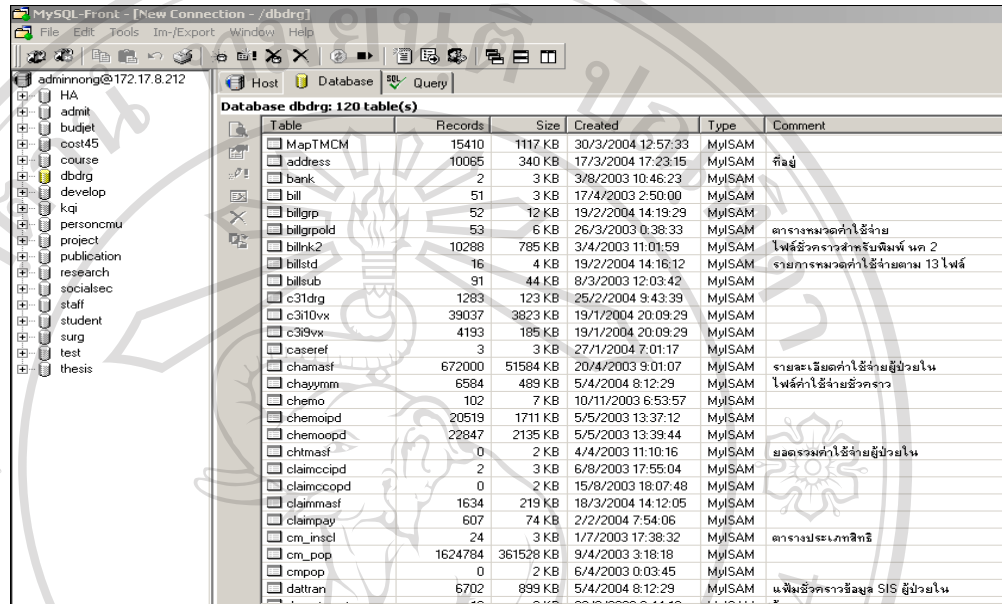 MySQL-Front - [New Connection - /dbdrg]
File Edit Tools Im-/Export Window Help
adminnong@172.17.8.212
HA
admit
budjet
cost45
course
dbdrg
develop
kqi
personcmu
project
publication
research
socialsec
staff
student
surg
test
thesis
Host Database SQL Query
Database dbdrg: 120 table(s)
Table Records Size Created Type Comment
MapTMCM 15410 1117 KB 30/3/2004 12:57:33 MyISAM
address 10065 340 KB 17/3/2004 17:23:15 MyISAM ที่อยู่
bank 2 3 KB 3/8/2003 10:46:23 MyISAM
bill 51 3 KB 17/4/2003 2:50:00 MyISAM
billgrp 52 12 KB 19/2/2004 14:19:29 MyISAM
billgrpold 53 6 KB 26/3/2003 0:38:33 MyISAM ตารางหมวดค่าใช้จ่าย
billnk2 10288 785 KB 3/4/2003 11:01:59 MyISAM ไฟล์ชั่วคราวสำหรับพิมพ์ นค 2
billstd 16 4 KB 19/2/2004 14:16:12 MyISAM รายการหมวดค่าใช้จ่ายตาม 13 ไฟล์
billsub 91 44 KB 8/3/2003 12:03:42 MyISAM
c31drg 1283 123 KB 25/2/2004 9:43:39 MyISAM
c3i10vx 39037 3823 KB 19/1/2004 20:09:29 MyISAM
c3i9vx 4193 185 KB 19/1/2004 20:09:29 MyISAM
caseref 3 3 KB 27/1/2004 7:01:17 MyISAM
chamasf 672000 51584 KB 20/4/2003 9:01:07 MyISAM รายละเอียดค่าใช้จ่ายผู้ป่วยใน
chayymm 6584 489 KB 5/4/2004 8:12:29 MyISAM ไฟล์ค่าใช้จ่ายชั่วคราว
chemo 102 7 KB 10/11/2003 6:53:57 MyISAM
chemoipd 20519 1711 KB 5/5/2003 13:37:12 MyISAM
chemoopd 22847 2135 KB 5/5/2003 13:39:44 MyISAM
chtmasf 0 2 KB 4/4/2003 11:10:16 MyISAM ยอดรวมค่าใช้จ่ายผู้ป่วยใน
claimccipd 2 3 KB 6/8/2003 17:55:04 MyISAM
claimccopd 0 2 KB 15/8/2003 18:07:48 MyISAM
claimmasf 1634 219 KB 18/3/2004 14:12:05 MyISAM
claimpay 607 74 KB 2/2/2004 7:54:06 MyISAM
cm_inscl 24 3 KB 1/7/2003 17:38:32 MyISAM ตารางประเภทสิทธิ
cm_pop 1624784 361528 KB 9/4/2003 3:18:18 MyISAM
cmpop 0 2 KB 6/4/2003 0:03:45 MyISAM
dattran 6702 899 KB 5/4/2004 8:12:29 MyISAM แฟ้มชั่วคราวข้อมูล SIS ผู้ป่วยใน